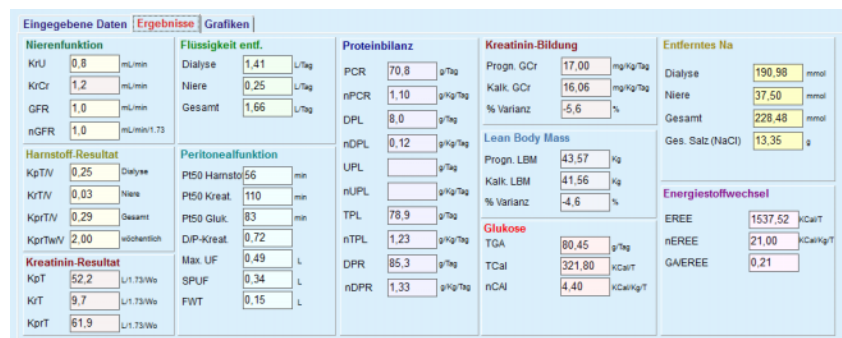 Eingegebene Daten Ergebnisse Grafiken
Nierenfunktion
KrU 0,8 mL/min
KrCr 1,2 mL/min
GFR 1,0 mL/min
nGFR 1,0 mL/min/1.73
Harnstoff-Resultat
KpT/V 0,25 Dialyse
KrT/V 0,03 Niere
KprT/V 0,29 Gesamt
KprTw/V 2,00 wöchentlich
Kreatinin-Resultat
KpT 52,2 L/1.73/Wo
KrT 9,7 L/1.73/Wo
KprT 61,9 L/1.73/Wo
Flüssigkeit entf.
Dialyse 1,41 L/Tag
Niere 0,25 L/Tag
Gesamt 1,66 L/Tag
Peritonealfunktion
Pt50 Harnsto 56 min
Pt50 Kreat. 110 min
Pt50 Gluk. 83 min
D/P-Kreat. 0,72
Max. UF 0,49 L
SPUF 0,34 L
FWT 0,15 L
Proteinbilanz
PCR 70,8 g/Tag
nPCR 1,10 g/Kg/Tag
DPL 8,0 g/Tag
nDPL 0,12 g/Kg/Tag
UPL g/Tag
nUPL g/Kg/Tag
TPL 78,9 g/Tag
nTPL 1,23 g/Kg/Tag
DPR 85,3 g/Tag
nDPR 1,33 g/Kg/Tag
Kreatinin-Bildung
Progn. GCr 17,00 mg/Kg/Tag
Kalk. GCr 16,06 mg/Kg/Tag
% Varianz -5,6 %
Lean Body Mass
Progn. LBM 43,57 Kg
Kalk. LBM 41,56 Kg
% Varianz -4,6 %
Glukose
TGA 80,45 g/Tag
TCal 321,80 KCal/T
nCAl 4,40 KCal/Kg/T
Entferntes Na
Dialyse 190,98 mmol
Niere 37,50 mmol
Gesamt 228,48 mmol
Ges. Salz (NaCl) 13,35 g
Energiestoffwechsel
EREE 1537,52 KCal/T
nEREE 21,00 KCal/Kg/T
GA/EREE 0,21